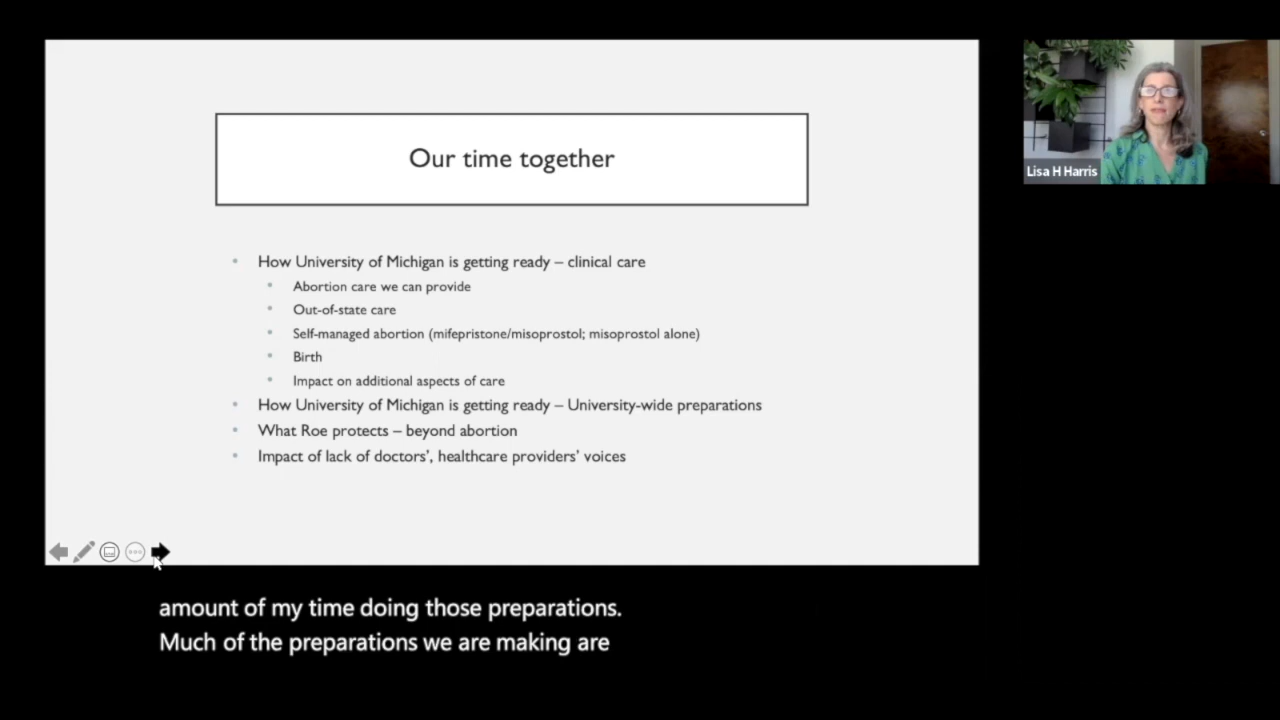 Our time together
How University of Michigan is getting ready – clinical care
Abortion care we can provide
Out-of-state care
Self-managed abortion (mifepristone/misoprostol; misoprostol alone)
Birth
Impact on additional aspects of care
How University of Michigan is getting ready – University-wide preparations
What Roe protects – beyond abortion
Impact of lack of doctors’, healthcare providers’ voices
Lisa H Harris
amount of my time doing those preparations.
Much of the preparations we are making are